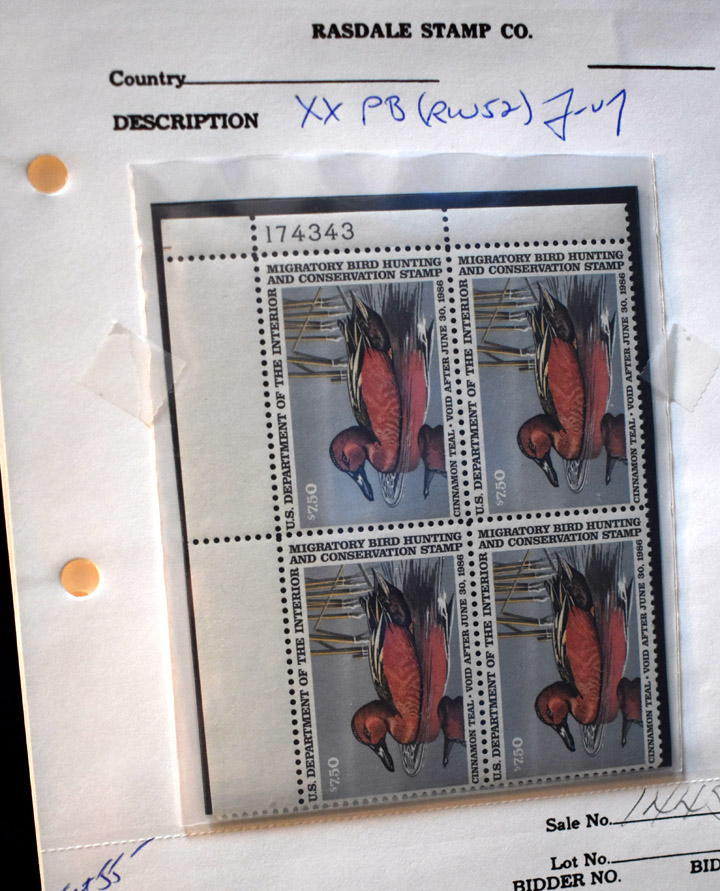 RASDALE STAMP CO.
Country
DESCRIPTION XX PB (RW52) F-VF
174343
MIGRATORY BIRD HUNTING
AND CONSERVATION STAMP
U.S. DEPARTMENT OF THE INTERIOR
$7.50
CINNAMON TEAL • VOID AFTER JUNE 30, 1986
MIGRATORY BIRD HUNTING
AND CONSERVATION STAMP
U.S. DEPARTMENT OF THE INTERIOR
$7.50
CINNAMON TEAL • VOID AFTER JUNE 30, 1986
MIGRATORY BIRD HUNTING
AND CONSERVATION STAMP
U.S. DEPARTMENT OF THE INTERIOR
$7.50
CINNAMON TEAL • VOID AFTER JUNE 30, 1986
MIGRATORY BIRD HUNTING
AND CONSERVATION STAMP
U.S. DEPARTMENT OF THE INTERIOR
$7.50
CINNAMON TEAL • VOID AFTER JUNE 30, 1986
Sale No.
Lot No.
BIDDER NO. BID